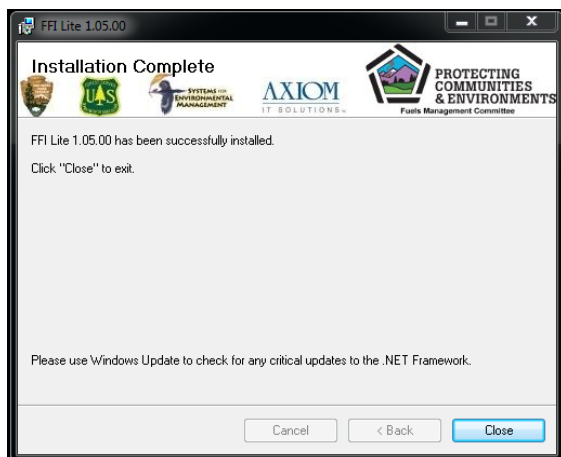 FFI Lite 1.05.00
Installation Complete
UAS
SYSTEMS FOR
ENVIRONMENTAL
MANAGEMENT
AXIOM
IT SOLUTIONS
PROTECTING
COMMUNITIES
& ENVIRONMENTS
Fuels Management Committee
FFI Lite 1.05.00 has been successfully installed.
Click "Close" to exit.
Please use Windows Update to check for any critical updates to the .NET Framework.
Cancel
< Back
Close